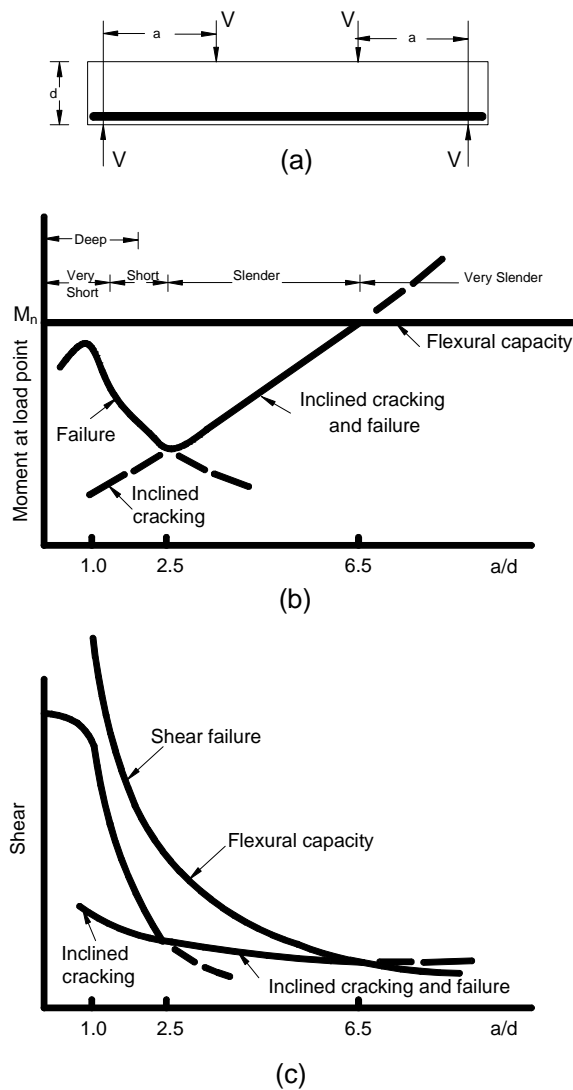 V V
a a
d
V V
(a)
Deep
Very Short Short Slender Very Slender
Mn
Flexural capacity
Moment at load point
Failure
Inclined cracking and failure
Inclined cracking
1.0 2.5 6.5 a/d
(b)
Shear failure
Flexural capacity
Shear
Inclined cracking
Inclined cracking and failure
1.0 2.5 6.5 a/d
(c)